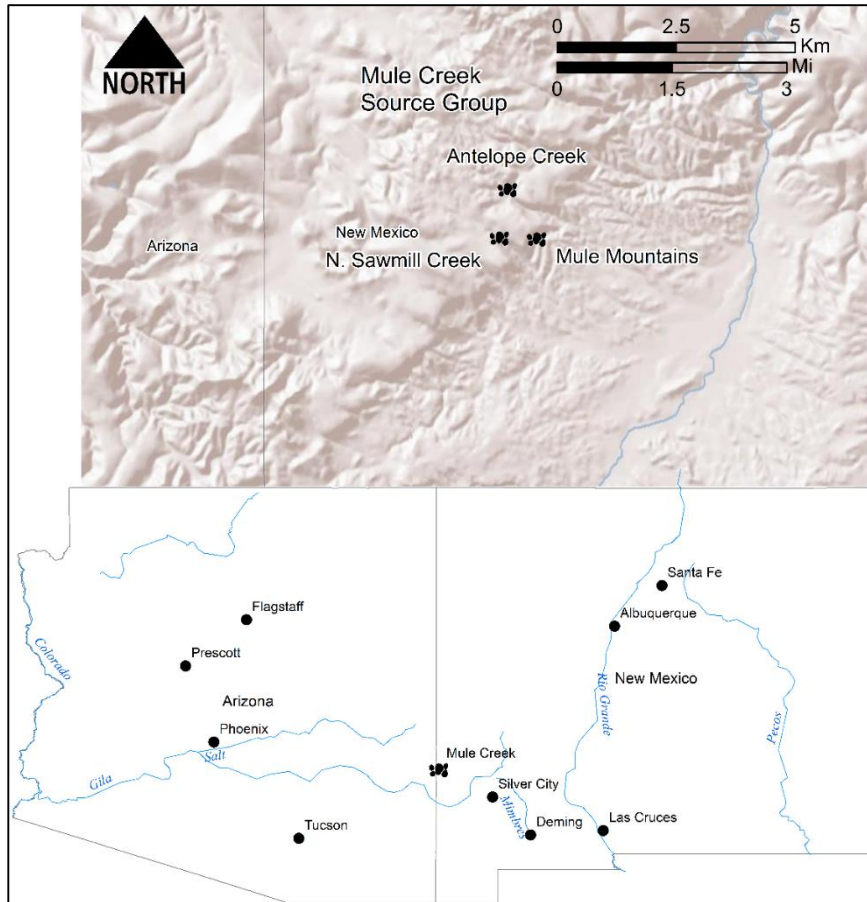 0 2.5 5
Km
Mi
0 1.5 3
NORTH
Mule Creek
Source Group
Antelope Creek
New Mexico
Arizona
N. Sawmill Creek
Mule Mountains
Santa Fe
Flagstaff
Albuquerque
Colorado
Prescott
Arizona
New Mexico
Rio Grande
Pecos
Phoenix
Salt
Mule Creek
Gila
Silver City
Mimbres
Tucson
Deming
Las Cruces